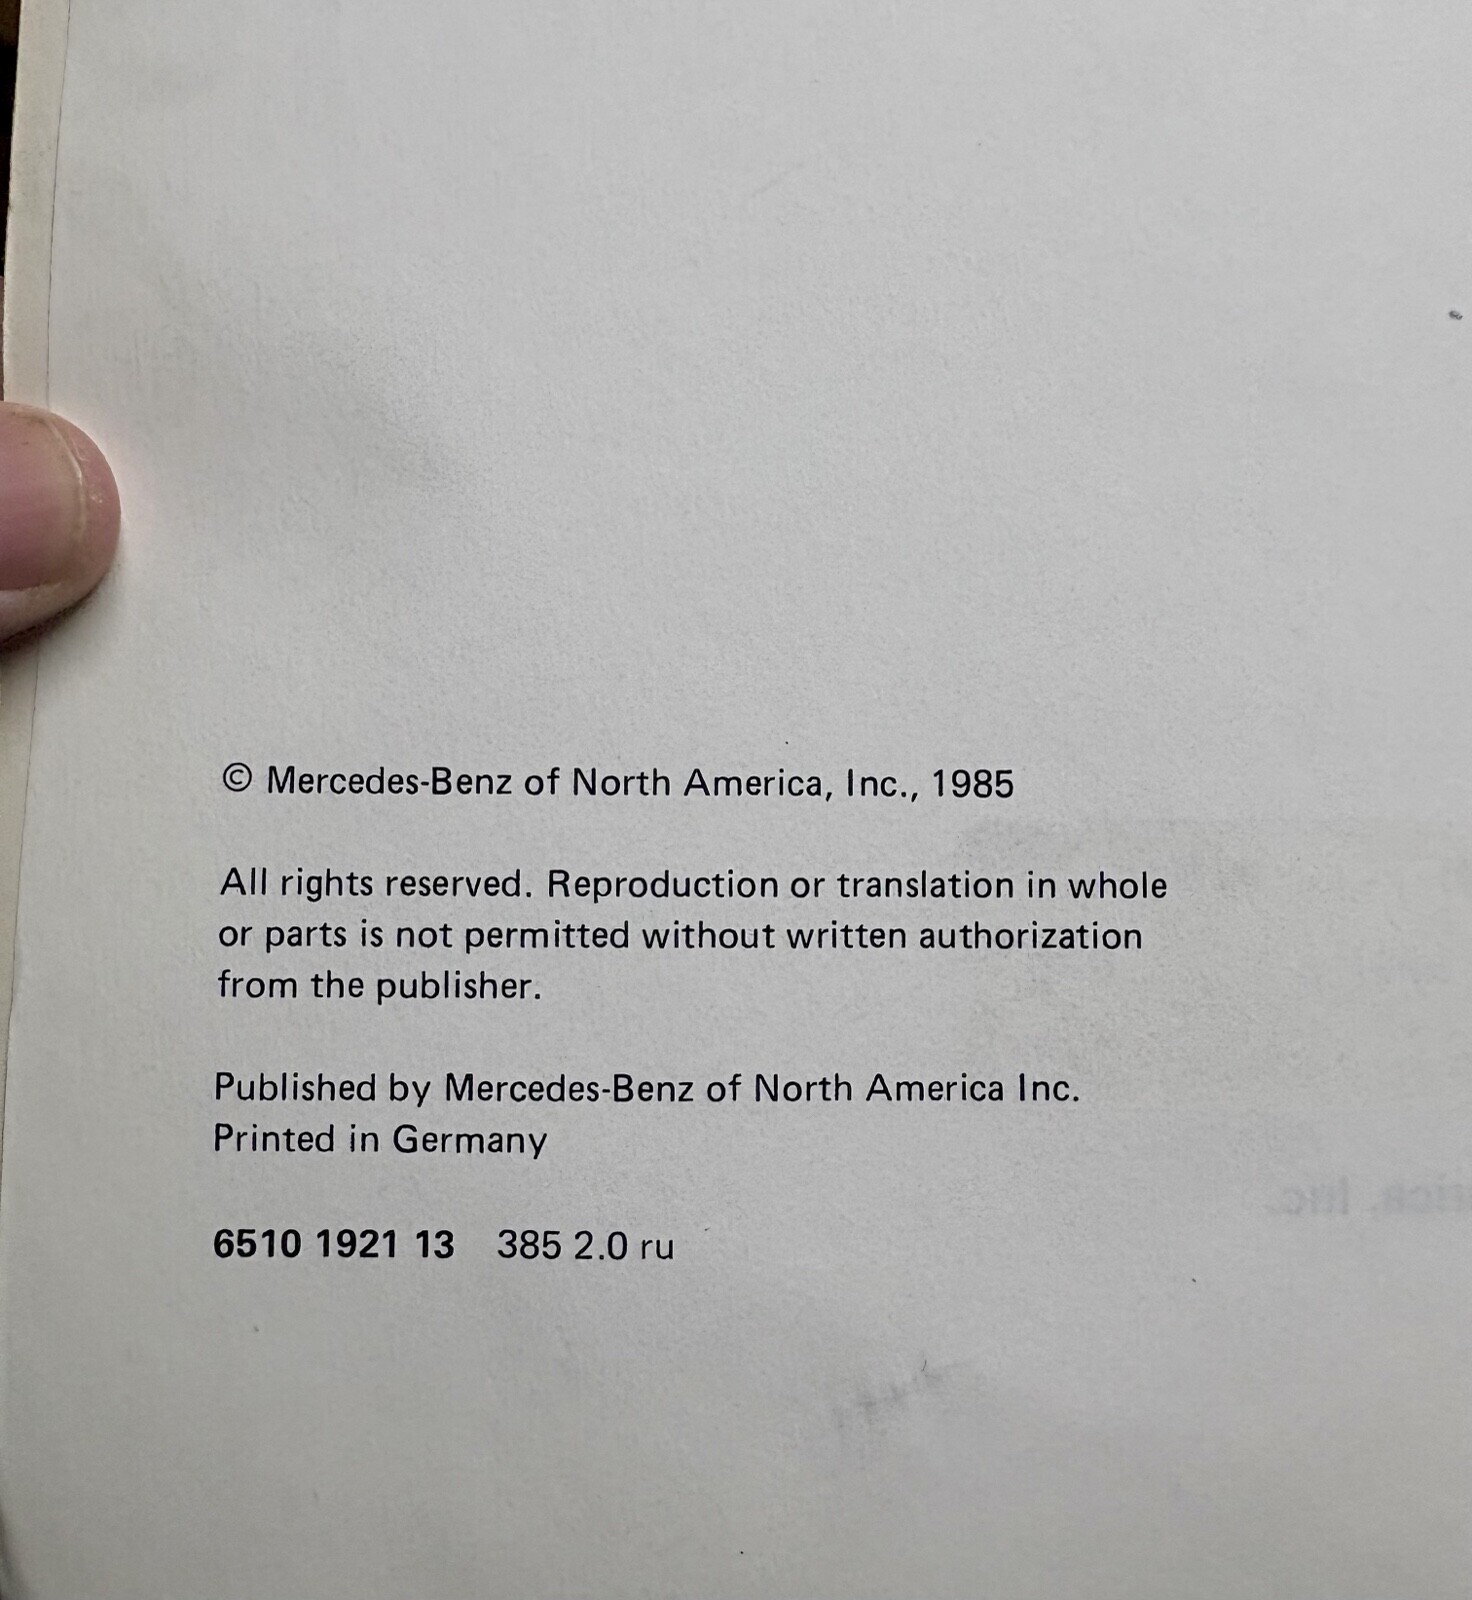 © Mercedes-Benz of North America, Inc., 1985
All rights reserved. Reproduction or translation in whole
or parts is not permitted without written authorization
from the publisher.
Published by Mercedes-Benz of North America Inc.
Printed in Germany
6510 1921 13 385 2.0 ru